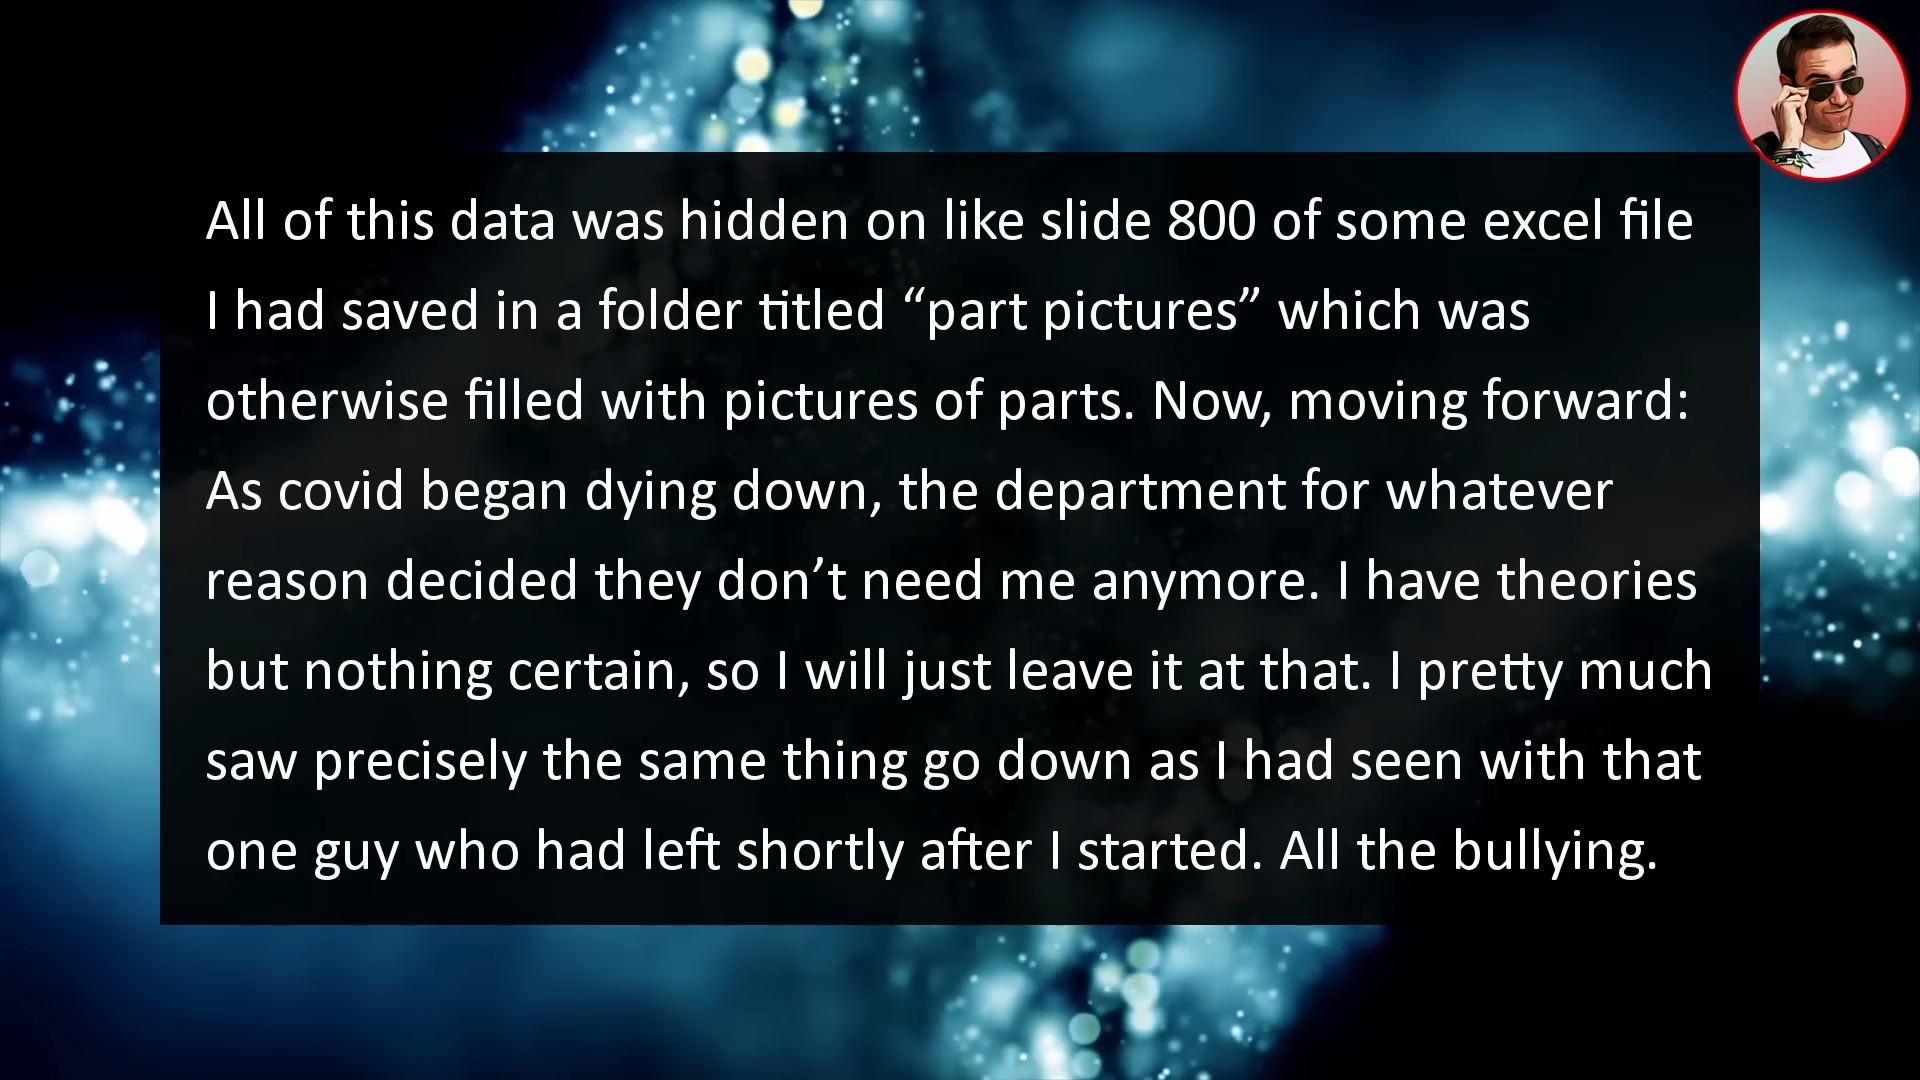 All of this data was hidden on like slide 800 of some excel file
I had saved in a folder titled “part pictures” which was
otherwise filled with pictures of parts. Now, moving forward:
As covid began dying down, the department for whatever
reason decided they don’t need me anymore. I have theories
but nothing certain, so I will just leave it at that. I pretty much
saw precisely the same thing go down as I had seen with that
one guy who had left shortly after I started. All the bullying.